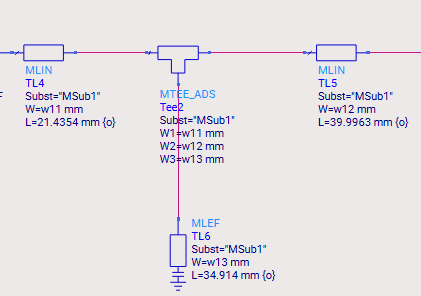 MLIN
TL4
Subst="MSub1"
W=w11 mm
L=21.4354 mm {o}
MTEE_ADS
Tee2
Subst="MSub1"
W1=w11 mm
W2=w12 mm
W3=w13 mm
MLIN
TL5
Subst="MSub1"
W=w12 mm
L=39.9963 mm {o}
MLEF
TL6
Subst="MSub1"
W=w13 mm
L=34.914 mm {o}